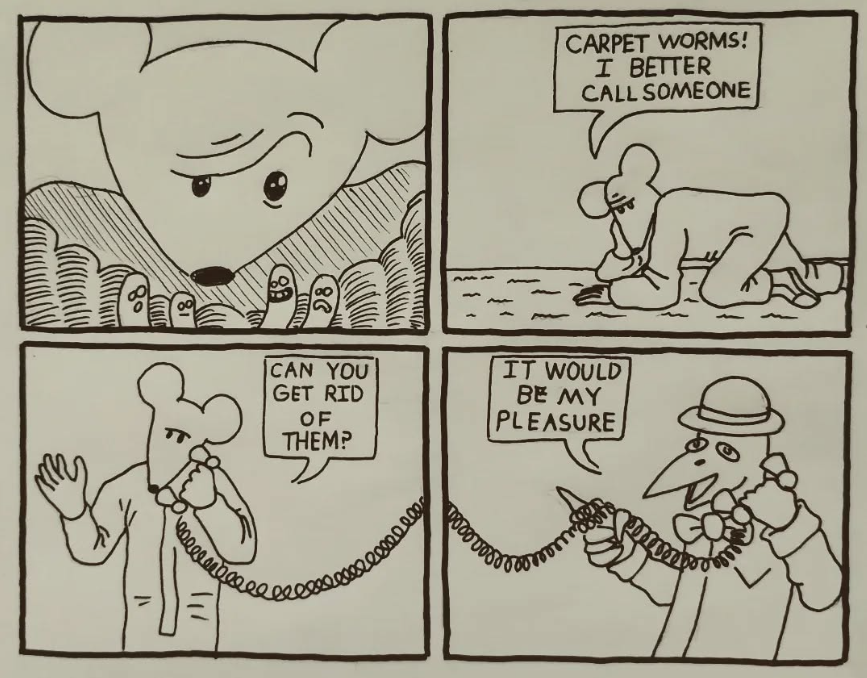 CARPET WORMS!
I BETTER
CALL SOMEONE
CAN YOU
GET RID
OF
THEM?
IT WOULD
BE MY
PLEASURE